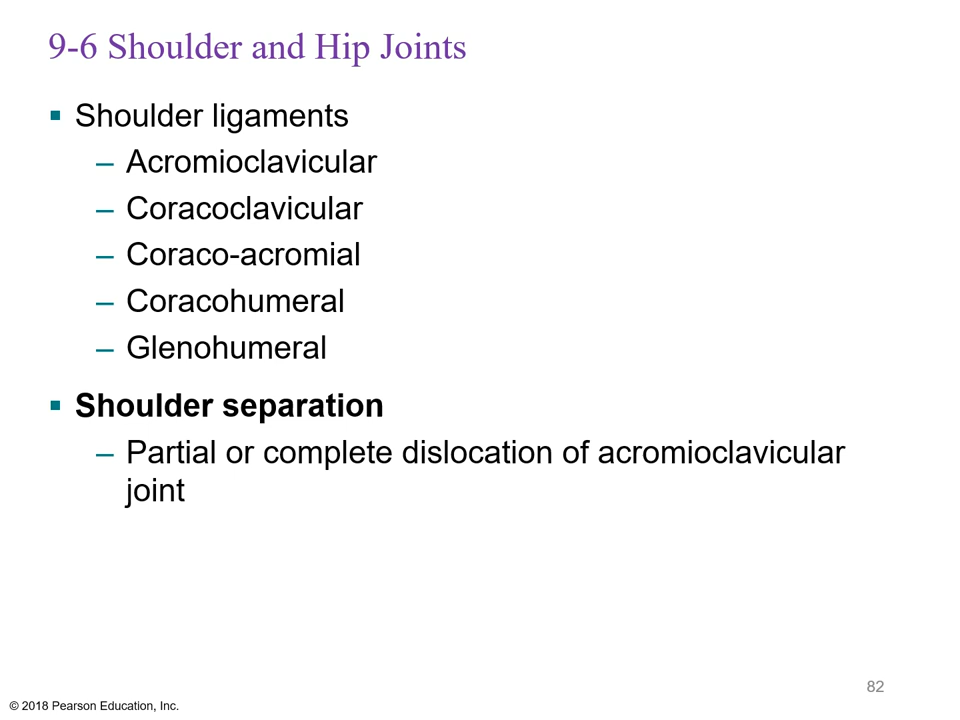 9-6 Shoulder and Hip Joints
▪ Shoulder ligaments
– Acromioclavicular
– Coracoclavicular
– Coraco-acromial
– Coracohumeral
– Glenohumeral
▪ Shoulder separation
– Partial or complete dislocation of acromioclavicular
joint
82
© 2018 Pearson Education, Inc.